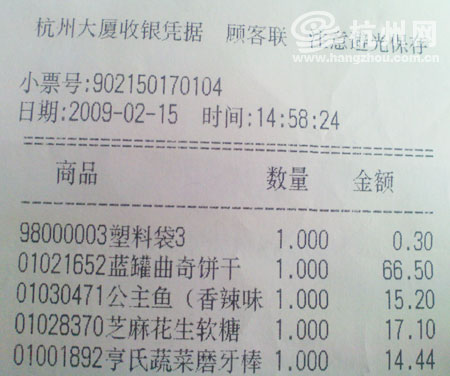 杭州网
www.hangzhou.com.cn
杭州大厦收银凭据 顾客联 注意避光保存
小票号:902150170104
日期:2009-02-15 时间:14:58:24
商品 数量 金额
98000003塑料袋3 1.000 0.30
01021652蓝罐曲奇饼干 1.000 66.50
01030471公主鱼（香辣味 1.000 15.20
01028370芝麻花生软糖 1.000 17.10
01001892亨氏蔬菜磨牙棒 1.000 14.44